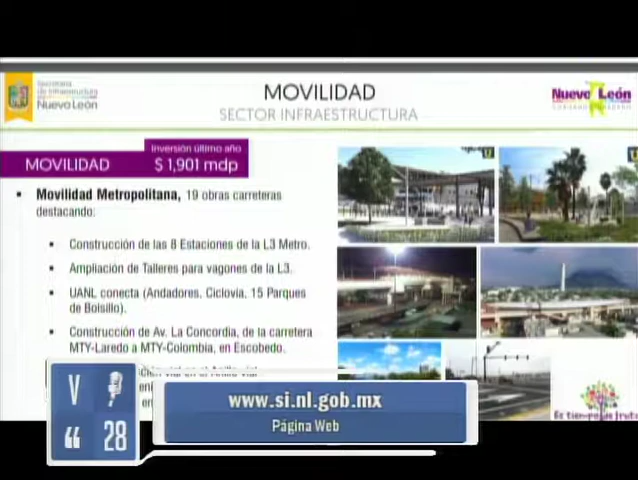 Secretaría
de Infraestructura
Nuevo León
MOVILIDAD
SECTOR INFRAESTRUCTURA
Nuevo León
Inversión último año
MOVILIDAD
$ 1,901 mdp
Movilidad Metropolitana, 19 obras carreteras
destacando:
Construcción de las 8 Estaciones de la L3 Metro.
Ampliación de Talleres para vagones de la L3.
UANL conecta (Andadores, Ciclovia, 15 Parques
de Bolsillo).
Construcción de Av. La Concordia, de la carretera
MTY-Laredo a MTY-Colombia, en Escobedo.
V
28
www.si.nl.gob.mx
Página Web